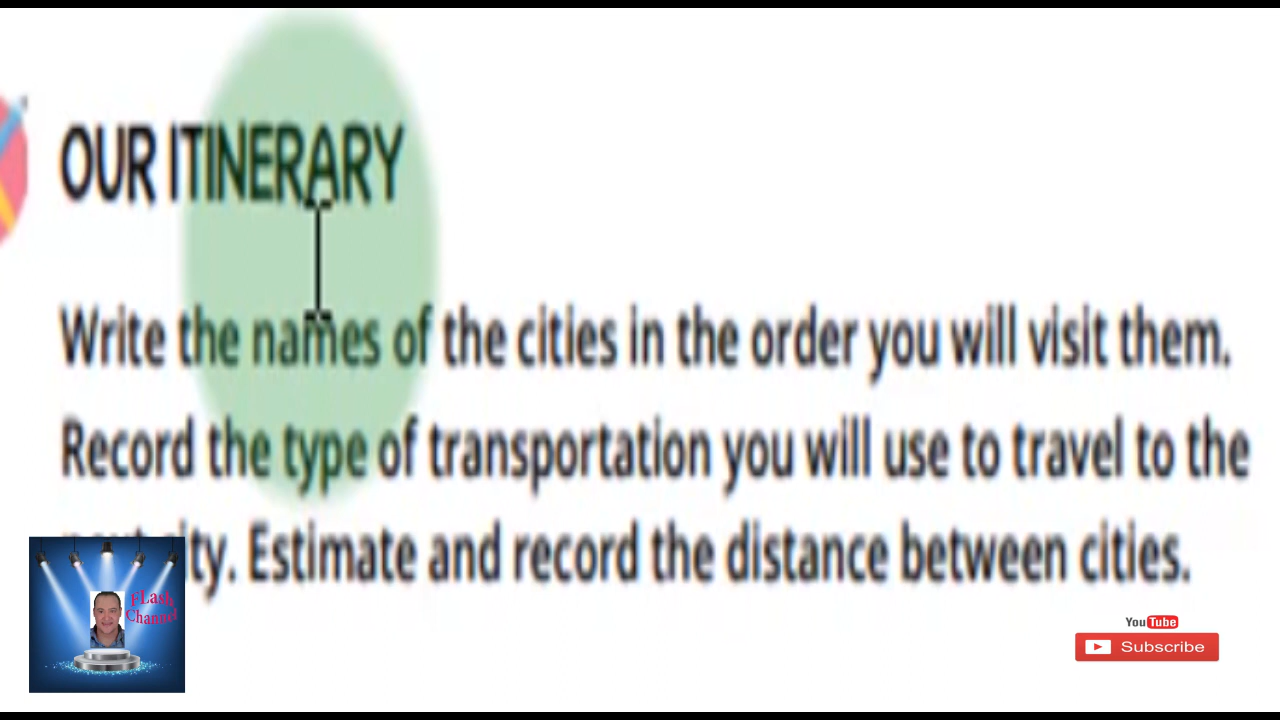 OUR ITINERARY
Write the names of the cities in the order you will visit them.
Record the type of transportation you will use to travel to the
ty. Estimate and record the distance between cities.
FLash
Channel
YouTube
Subscribe